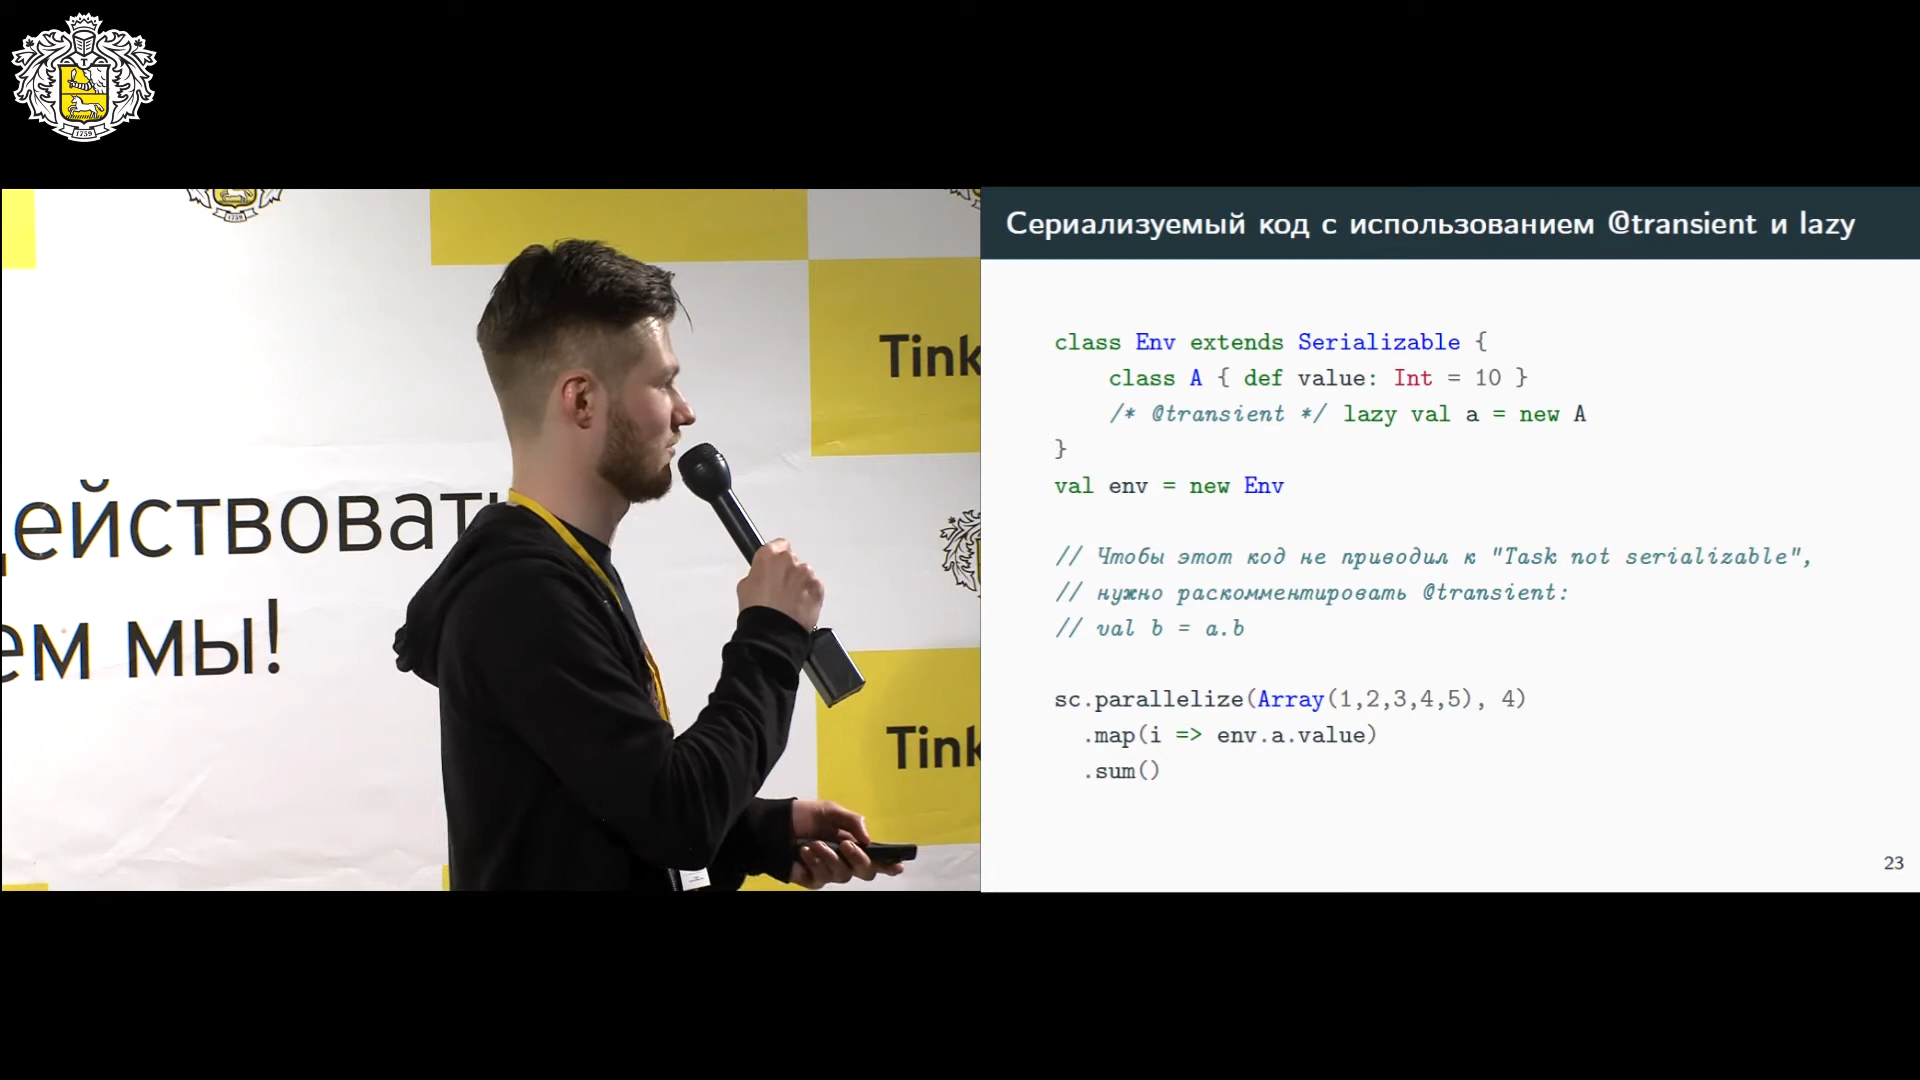 1759
1759
Tink
ействоват
ем мы!
Tink
Сериализуемый код с использованием @transient и lazy
class Env extends Serializable {
class A { def value: Int = 10 }
/* @transient */ lazy val a = new A
}
val env = new Env
// Чтобы этот код не приводил к "Task not serializable",
// нужно раскомментировать @transient:
// val b = a.b
sc.parallelize(Array(1,2,3,4,5), 4)
.map(i => env.a.value)
.sum()
23